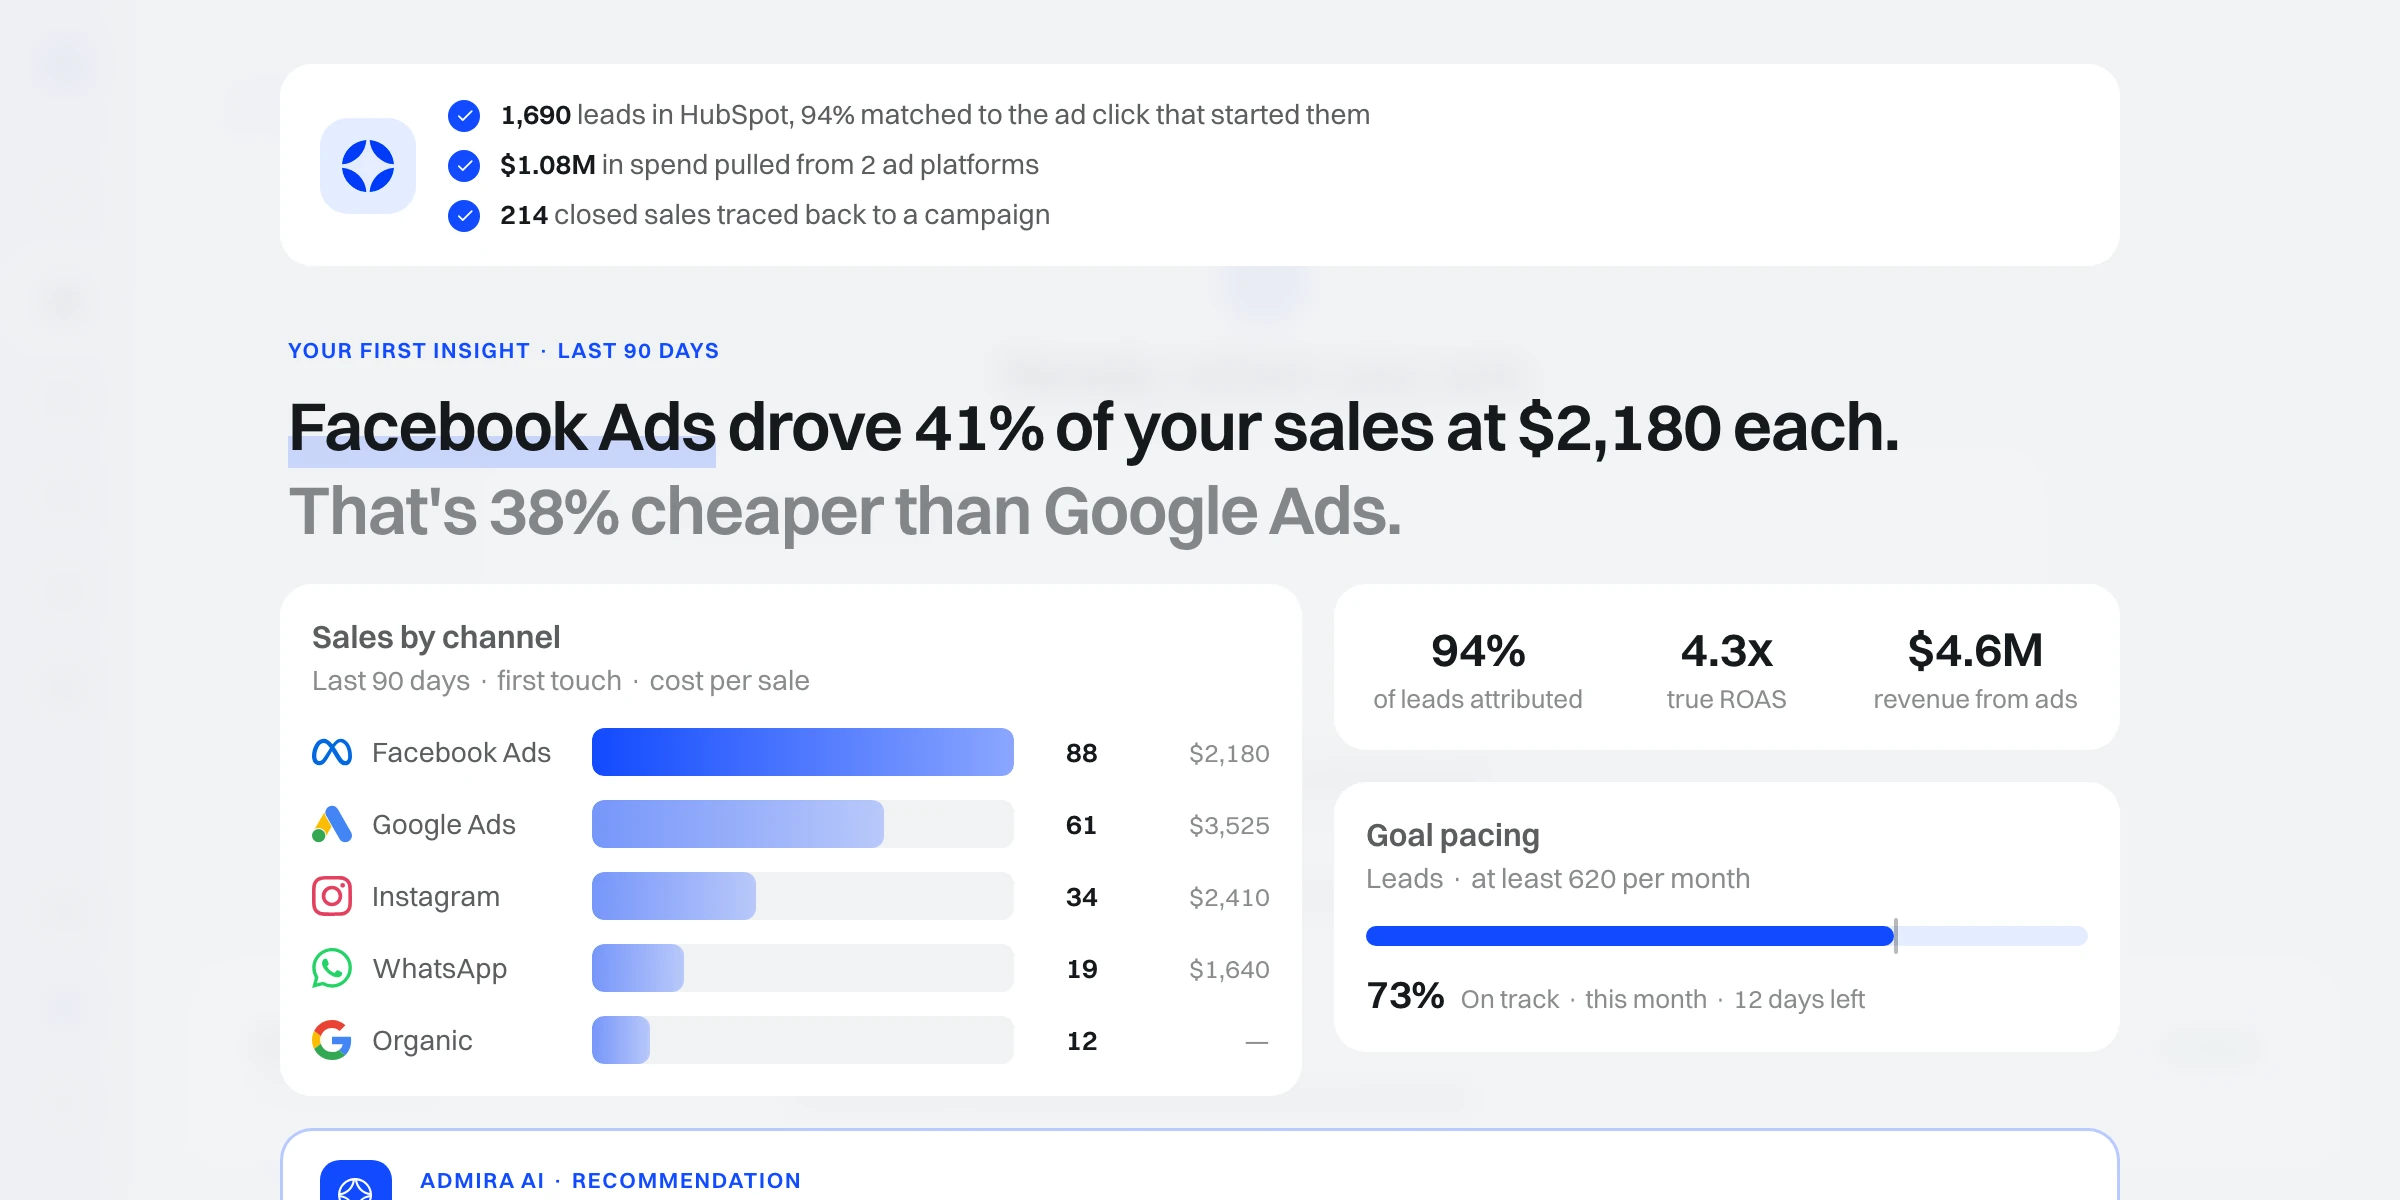 1,690 leads in HubSpot, 94% matched to the ad click that started them
$1.08M in spend pulled from 2 ad platforms
214 closed sales traced back to a campaign
YOUR FIRST INSIGHT · LAST 90 DAYS
Facebook Ads drove 41% of your sales at $2,180 each.
That's 38% cheaper than Google Ads.
Sales by channel
Last 90 days · first touch · cost per sale
Facebook Ads 88 $2,180
Google Ads 61 $3,525
Instagram 34 $2,410
WhatsApp 19 $1,640
Organic 12 —
94% 4.3x $4.6M
of leads attributed true ROAS revenue from ads
Goal pacing
Leads · at least 620 per month
73% On track · this month · 12 days left
ADMIRA AI · RECOMMENDATION